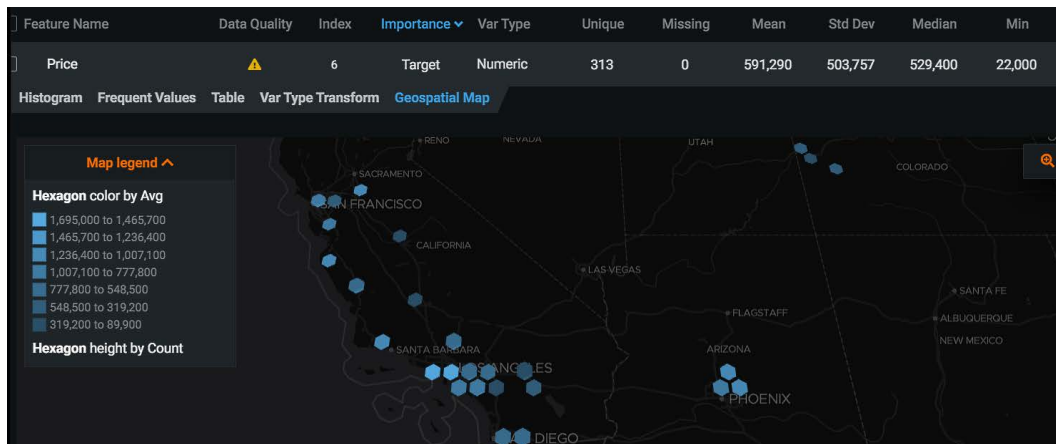 Feature Name Data Quality Index Importance Var Type Unique Missing Mean Std Dev Median Min
Price 6 Target Numeric 313 0 591,290 503,757 529,400 22,000
Histogram Frequent Values Table Var Type Transform Geospatial Map
Map legend
Hexagon color by Avg
1,695,000 to 1,465,700
1,465,700 to 1,236,400
1,236,400 to 1,007,100
1,007,100 to 777,800
777,800 to 548,500
548,500 to 319,200
319,200 to 89,900
Hexagon height by Count
RENO
NEVADA
UTAH
COLORADO
SACRAMENTO
SAN FRANCISCO
CALIFORNIA
LAS VEGAS
SANTA FE
FLAGSTAFF
ALBUQUERQUE
NEW MEXICO
SANTA BARBARA
ARIZONA
LOS ANGELES
PHOENIX
DIEGO